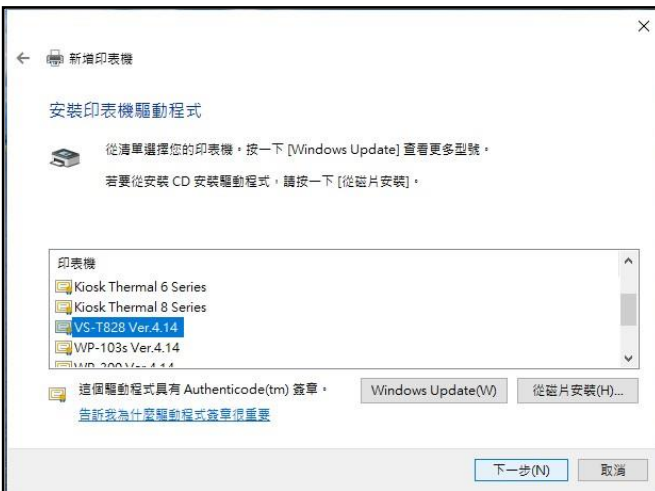 新增印表機
安裝印表機驅動程式
從清單選擇您的印表機。按一下 [Windows Update] 查看更多型號。
若要從安裝 CD 安裝驅動程式，請按一下 [從磁片安裝]。
印表機
Kiosk Thermal 6 Series
Kiosk Thermal 8 Series
VS-T828 Ver.4.14
WP-103s Ver.4.14
這個驅動程式具有 Authenticode(tm) 簽章。
Windows Update(W)
從磁片安裝(H)...
告訴我為什麼驅動程式簽章很重要
下一步(N)
取消